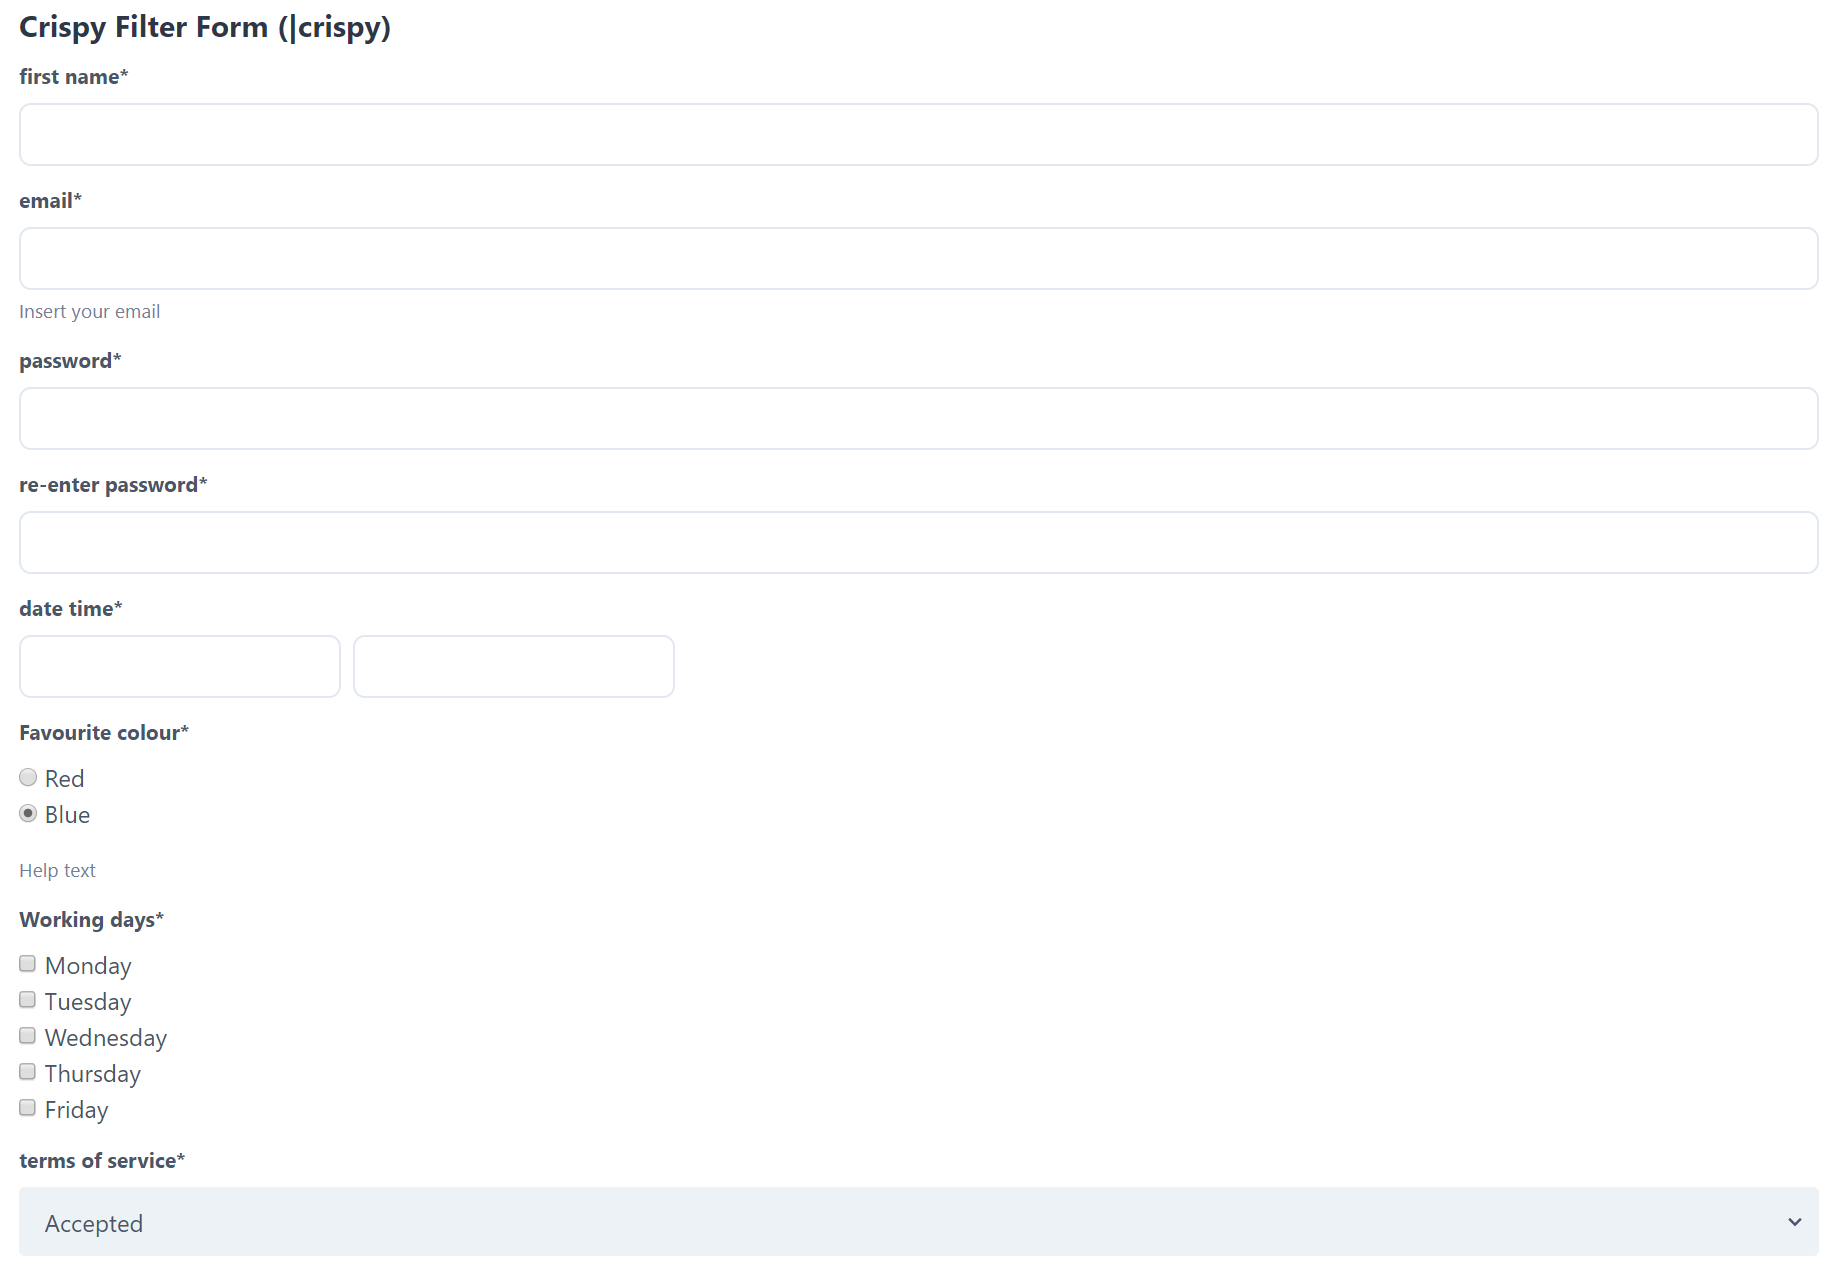 Crispy Filter Form (|crispy)
first name*
email*
Insert your email
password*
re-enter password*
date time*
Favourite colour*
Red
Blue
Help text
Working days*
Monday
Tuesday
Wednesday
Thursday
Friday
terms of service*
Accepted